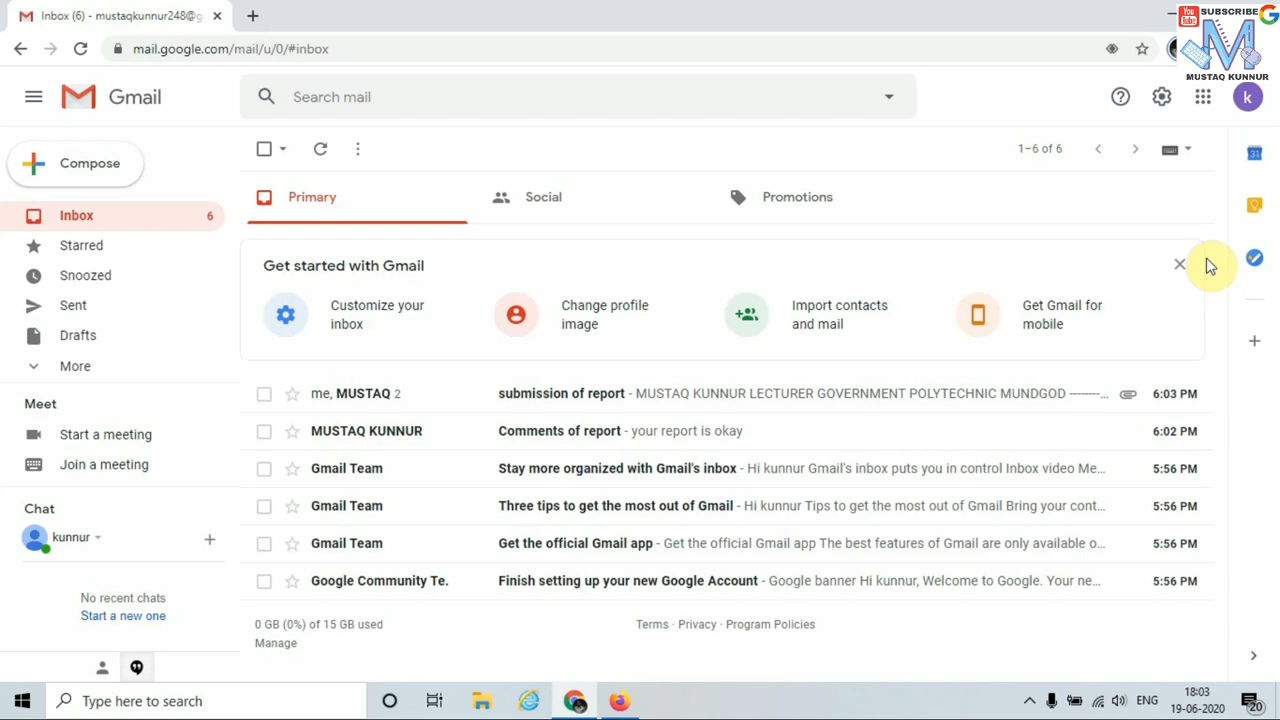 Inbox (6) - mustaqkunnur248@g
SUBSCRIBE
You Tube
MUSTAQ KUNNUR
mail.google.com/mail/u/0/#inbox
Gmail
Search mail
k
Compose
1–6 of 6
31
Primary
Social
Promotions
Inbox 6
Starred
Snoozed
Sent
Drafts
More
Get started with Gmail
Customize your inbox
Change profile image
Import contacts and mail
Get Gmail for mobile
me, MUSTAQ 2 submission of report - MUSTAQ KUNNUR LECTURER GOVERNMENT POLYTECHNIC MUNDGOD --------... 6:03 PM
MUSTAQ KUNNUR Comments of report - your report is okay 6:02 PM
Gmail Team Stay more organized with Gmail's inbox - Hi kunnur Gmail's inbox puts you in control Inbox video Me... 5:56 PM
Gmail Team Three tips to get the most out of Gmail - Hi kunnur Tips to get the most out of Gmail Bring your cont... 5:56 PM
Gmail Team Get the official Gmail app - Get the official Gmail app The best features of Gmail are only available o... 5:56 PM
Google Community Te. Finish setting up your new Google Account - Google banner Hi kunnur, Welcome to Google. Your ne... 5:56 PM
Meet
Start a meeting
Join a meeting
Chat
kunnur
No recent chats
Start a new one
0 GB (0%) of 15 GB used
Manage
Terms · Privacy · Program Policies
Type here to search
ENG
18:03
19-06-2020
20